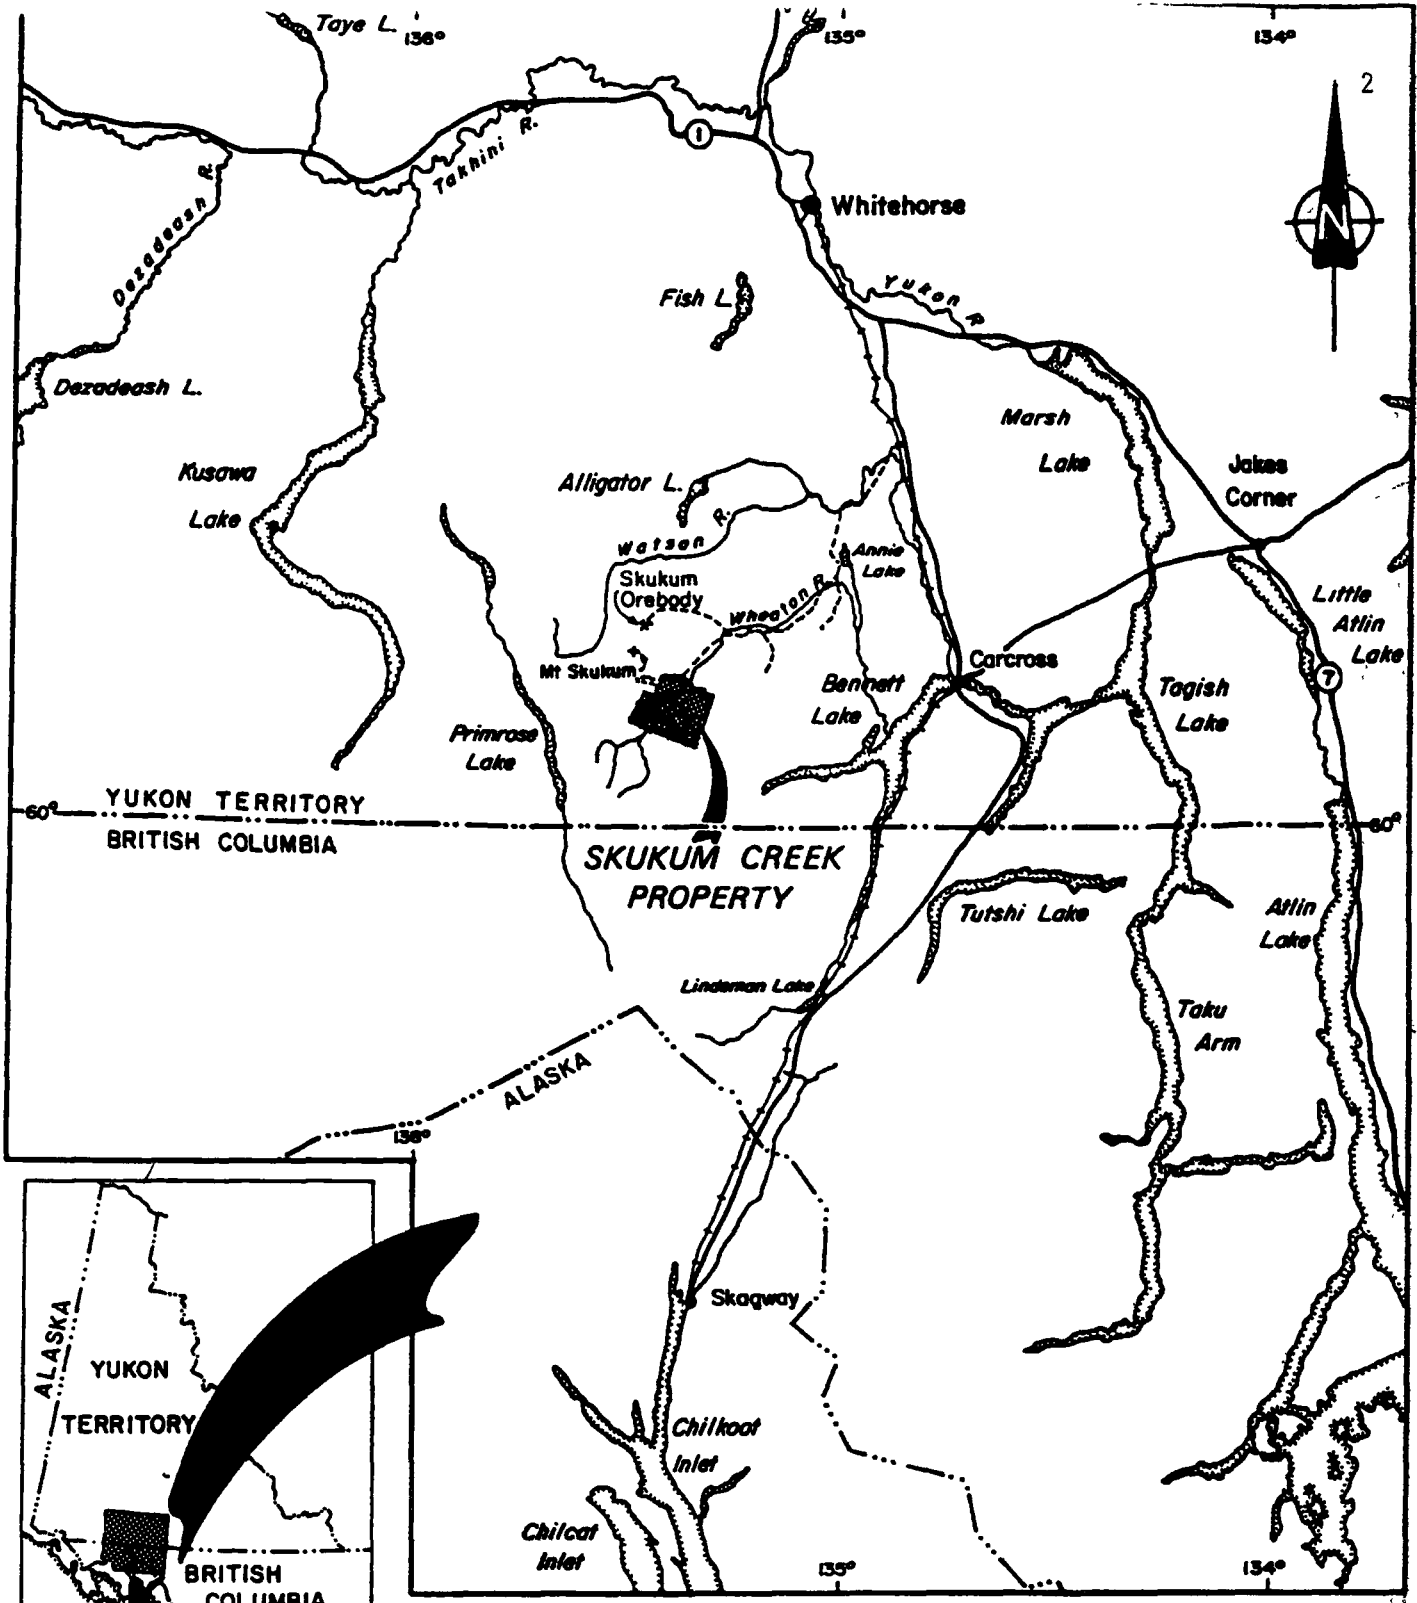 Taye L.
136°
135°
134°
2
Takhini R.
1
Dezadeash R.
Whitehorse
N
Fish L.
Yukon R.
Dezadeash L.
Marsh
Lake
Kusawa
Lake
Alligator L.
Jakes
Corner
Watson R.
Annie
Lake
Skukum
Orebody
Wheaton R.
Little
Atlin
Lake
Mt Skukum
Carcross
7
Bennett
Lake
Tagish
Lake
Primrose
Lake
60°
YUKON TERRITORY
60°
BRITISH COLUMBIA
SKUKUM CREEK
PROPERTY
Tutshi Lake
Atlin
Lake
Lindeman Lake
Taku
Arm
ALASKA
136°
Skagway
ALASKA
YUKON
TERRITORY
Chilkoot
Inlet
Chilcat
Inlet
BRITISH
COLUMBIA
135°
134°